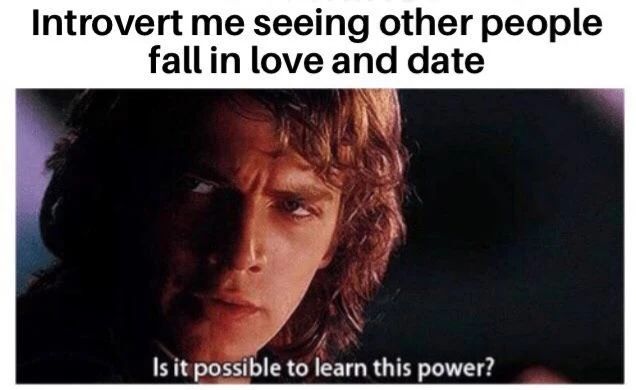 Introvert me seeing other people
fall in love and date
Is it possible to learn this power?